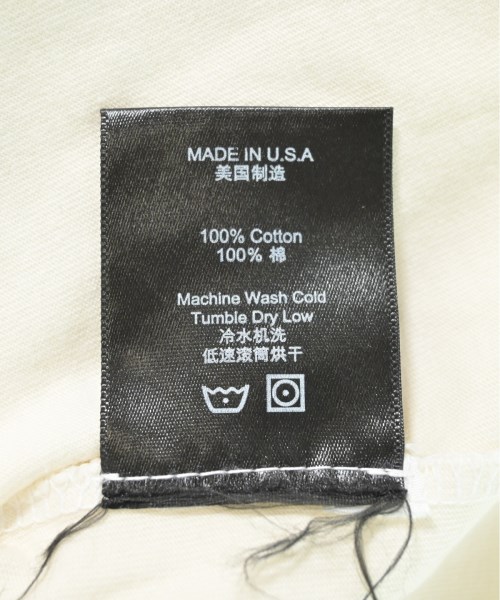 MADE IN U.S.A
美国制造
100% Cotton
100% 棉
Machine Wash Cold
Tumble Dry Low
冷水机洗
低速滚筒烘干